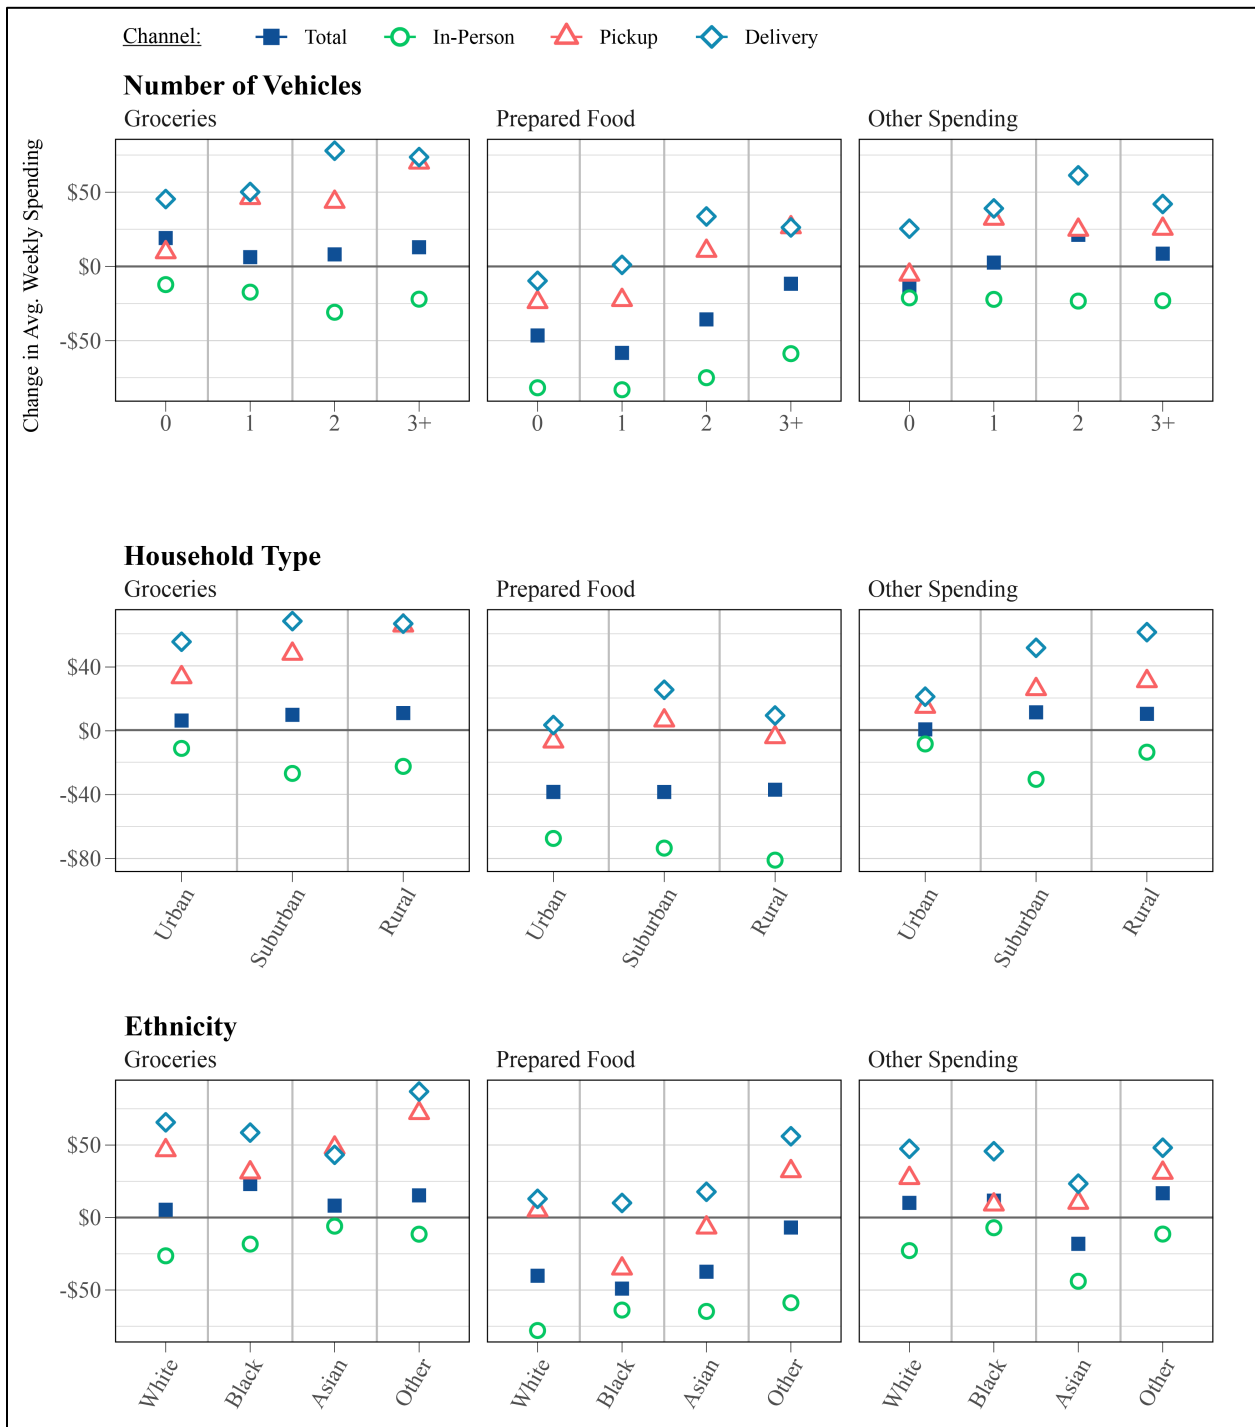 Channel: Total In-Person Pickup Delivery
Number of Vehicles
Groceries Prepared Food Other Spending
Change in Avg. Weekly Spending
$50
$0
-$50
0 1 2 3+ 0 1 2 3+ 0 1 2 3+
Household Type
Groceries Prepared Food Other Spending
$40
$0
-$40
-$80
Urban Suburban Rural Urban Suburban Rural Urban Suburban Rural
Ethnicity
Groceries Prepared Food Other Spending
$50
$0
-$50
White Black Asian Other White Black Asian Other White Black Asian Other